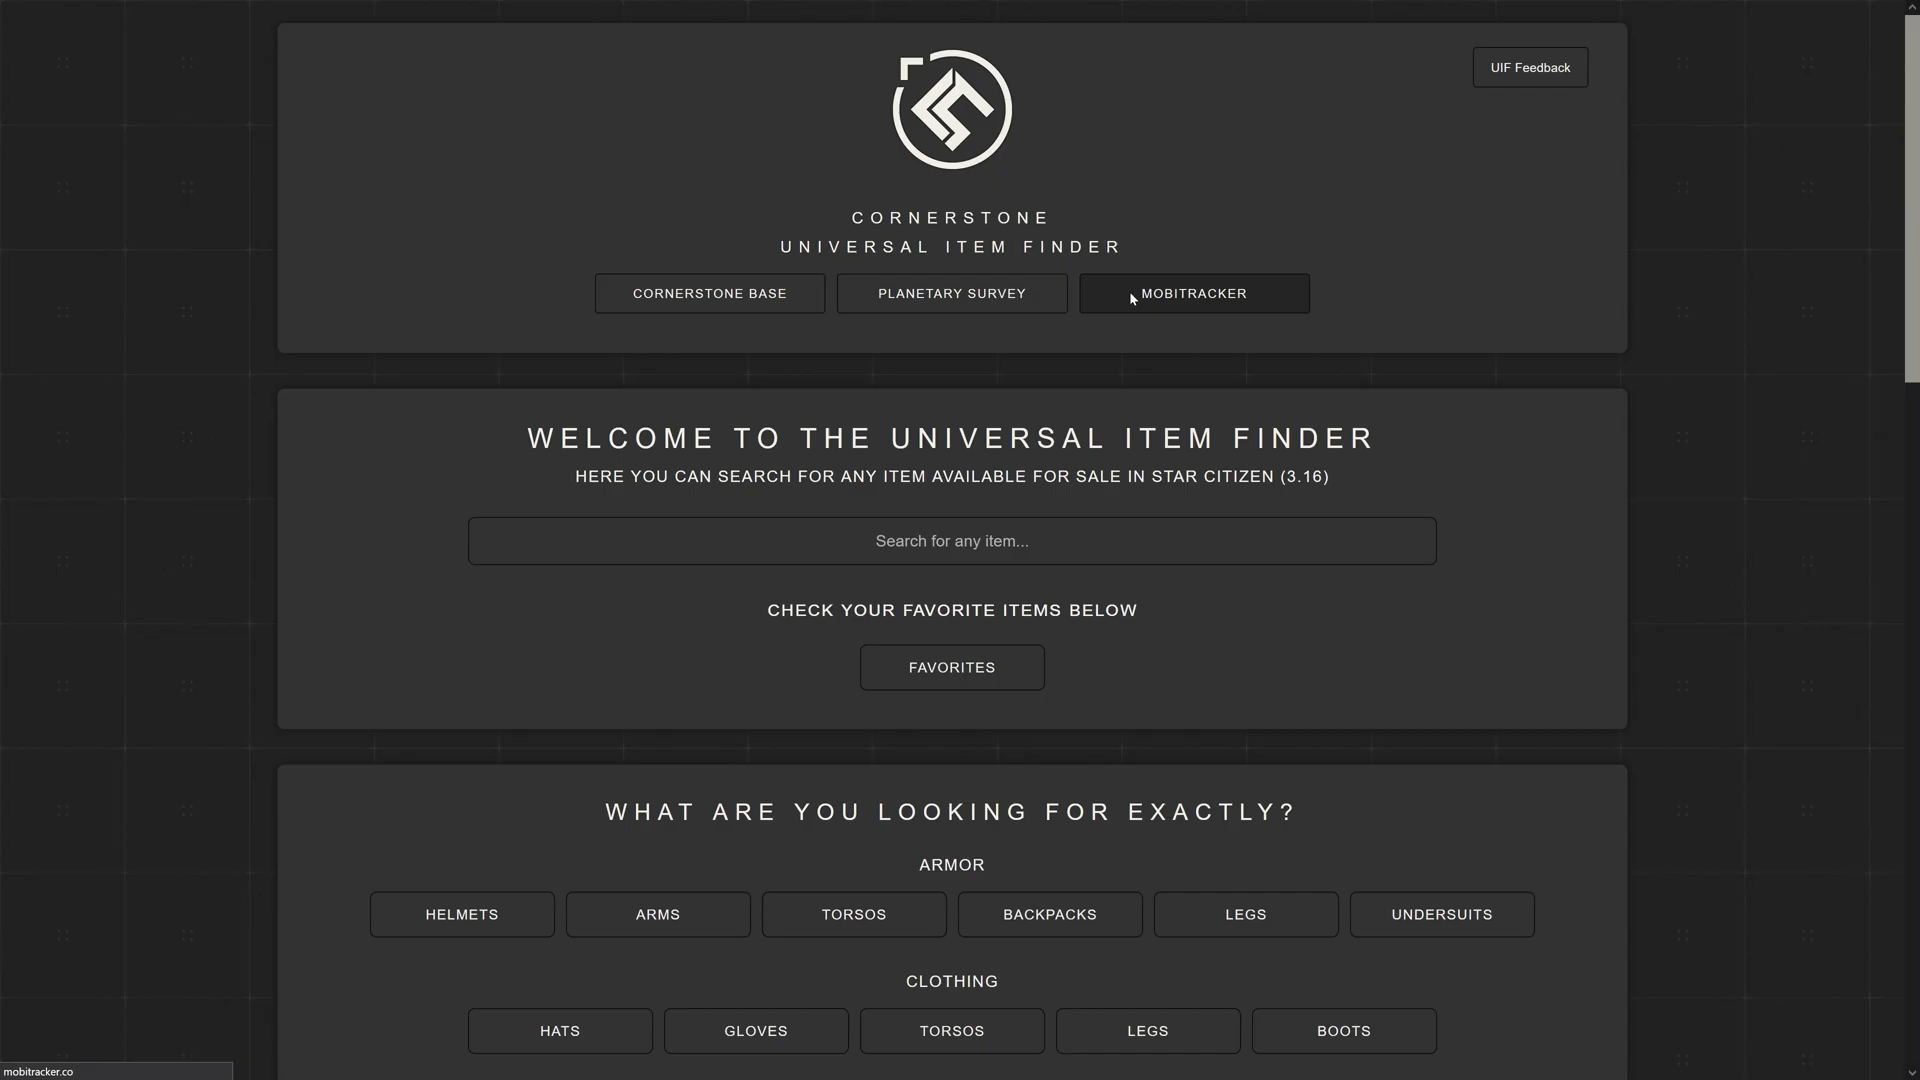 UIF Feedback
CORNERSTONE
UNIVERSAL ITEM FINDER
CORNERSTONE BASE
PLANETARY SURVEY
MOBITRACKER
WELCOME TO THE UNIVERSAL ITEM FINDER
HERE YOU CAN SEARCH FOR ANY ITEM AVAILABLE FOR SALE IN STAR CITIZEN (3.16)
Search for any item...
CHECK YOUR FAVORITE ITEMS BELOW
FAVORITES
WHAT ARE YOU LOOKING FOR EXACTLY?
ARMOR
HELMETS
ARMS
TORSOS
BACKPACKS
LEGS
UNDERSUITS
CLOTHING
HATS
GLOVES
TORSOS
LEGS
BOOTS
mobitracker.co